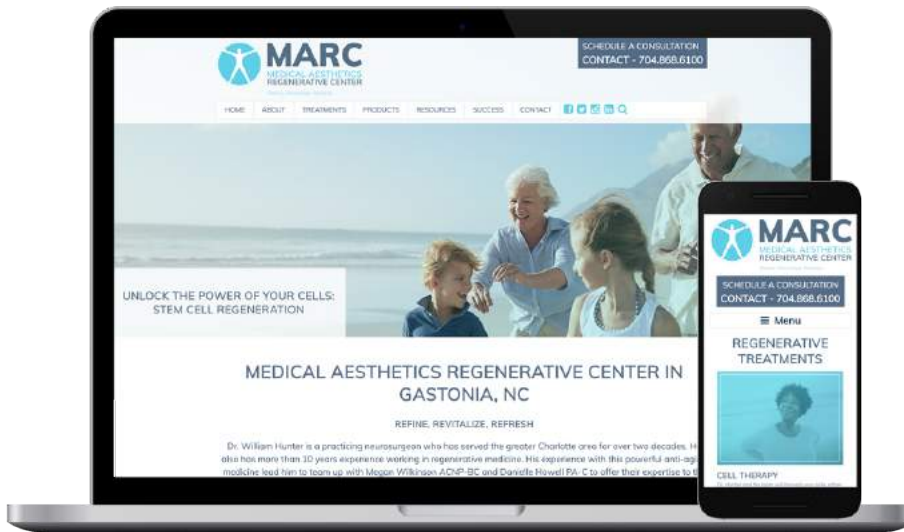 MARC
MEDICAL AESTHETICS
REGENERATIVE CENTER
SCHEDULE A CONSULTATION
CONTACT - 704.868.6100
HOME ABOUT TREATMENTS PRODUCTS RESOURCES SUCCESS CONTACT
UNLOCK THE POWER OF YOUR CELLS:
STEM CELL REGENERATION
MEDICAL AESTHETICS REGENERATIVE CENTER IN
GASTONIA, NC
REFINE, REVITALIZE, REFRESH
Dr. William Hunter is a practicing neurosurgeon who has served the greater Charlotte area for over two decades.
also has more than 10 years experience working in regenerative medicine. His experience with this powerful
medicine lead him to team up with Megan Wilkinson ACNP-BC and Danielle Howell PA-C to offer their expertise to
MARC
MEDICAL AESTHETICS
REGENERATIVE CENTER
SCHEDULE A CONSULTATION
CONTACT - 704.868.6100
Menu
REGENERATIVE
TREATMENTS
CELL THERAPY